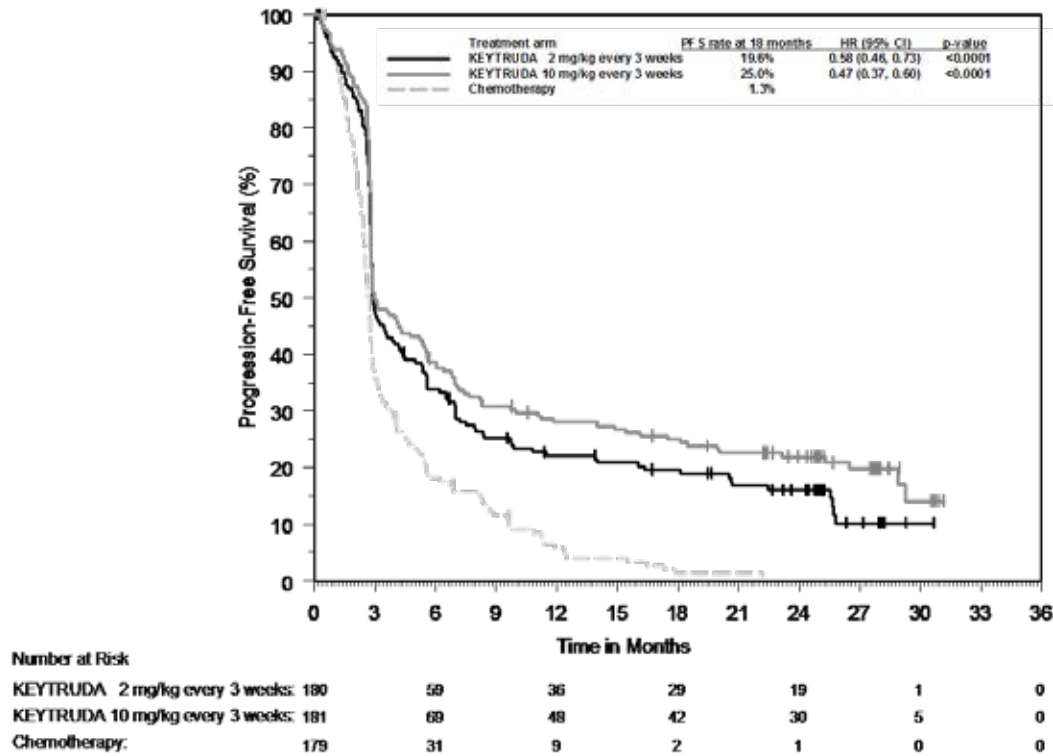 100
90
80
70
60
50
40
30
20
10
0
Progression-Free Survival (%)
Treatment arm PFS rate at 18 months HR (95% CI) p-value
KEYTRUDA 2 mg/kg every 3 weeks 19.6% 0.58 (0.46, 0.73) <0.0001
KEYTRUDA 10 mg/kg every 3 weeks 25.0% 0.47 (0.37, 0.60) <0.0001
Chemotherapy 1.3%
0 3 6 9 12 15 18 21 24 27 30 33 36
Time in Months
Number at Risk
KEYTRUDA 2 mg/kg every 3 weeks: 180 59 36 29 19 1 0
KEYTRUDA 10 mg/kg every 3 weeks: 181 69 48 42 30 5 0
Chemotherapy: 179 31 9 2 1 0 0